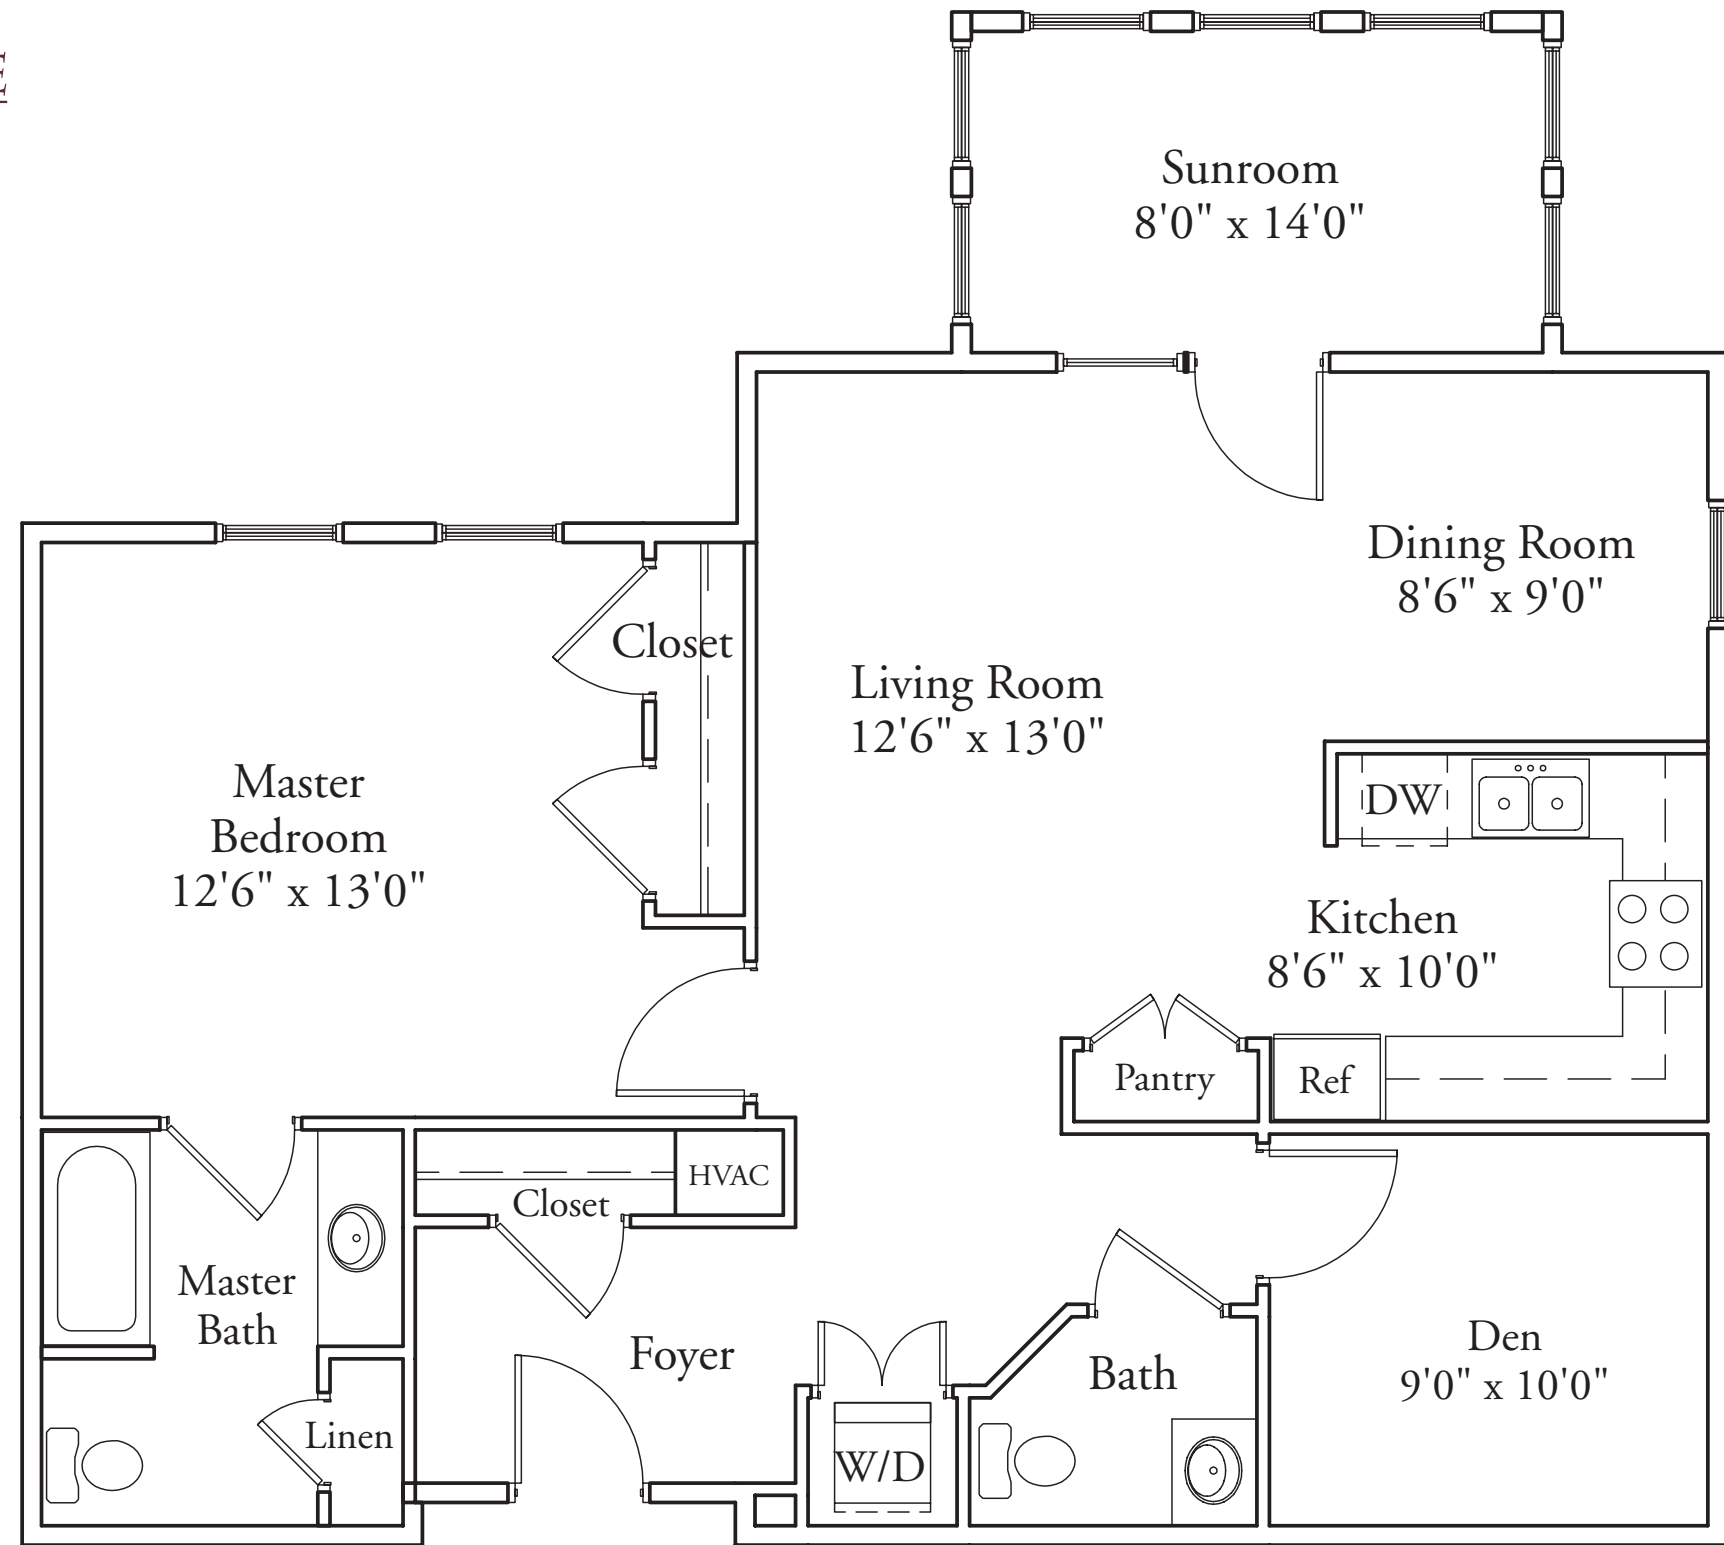 Sunroom
8'0" x 14'0"
Dining Room
8'6" x 9'0"
Closet
Living Room
12'6" x 13'0"
Master
Bedroom
12'6" x 13'0"
DW
Kitchen
8'6" x 10'0"
Pantry
Ref
HVAC
Closet
Master
Bath
Foyer
Bath
Den
9'0" x 10'0"
Linen
W/D